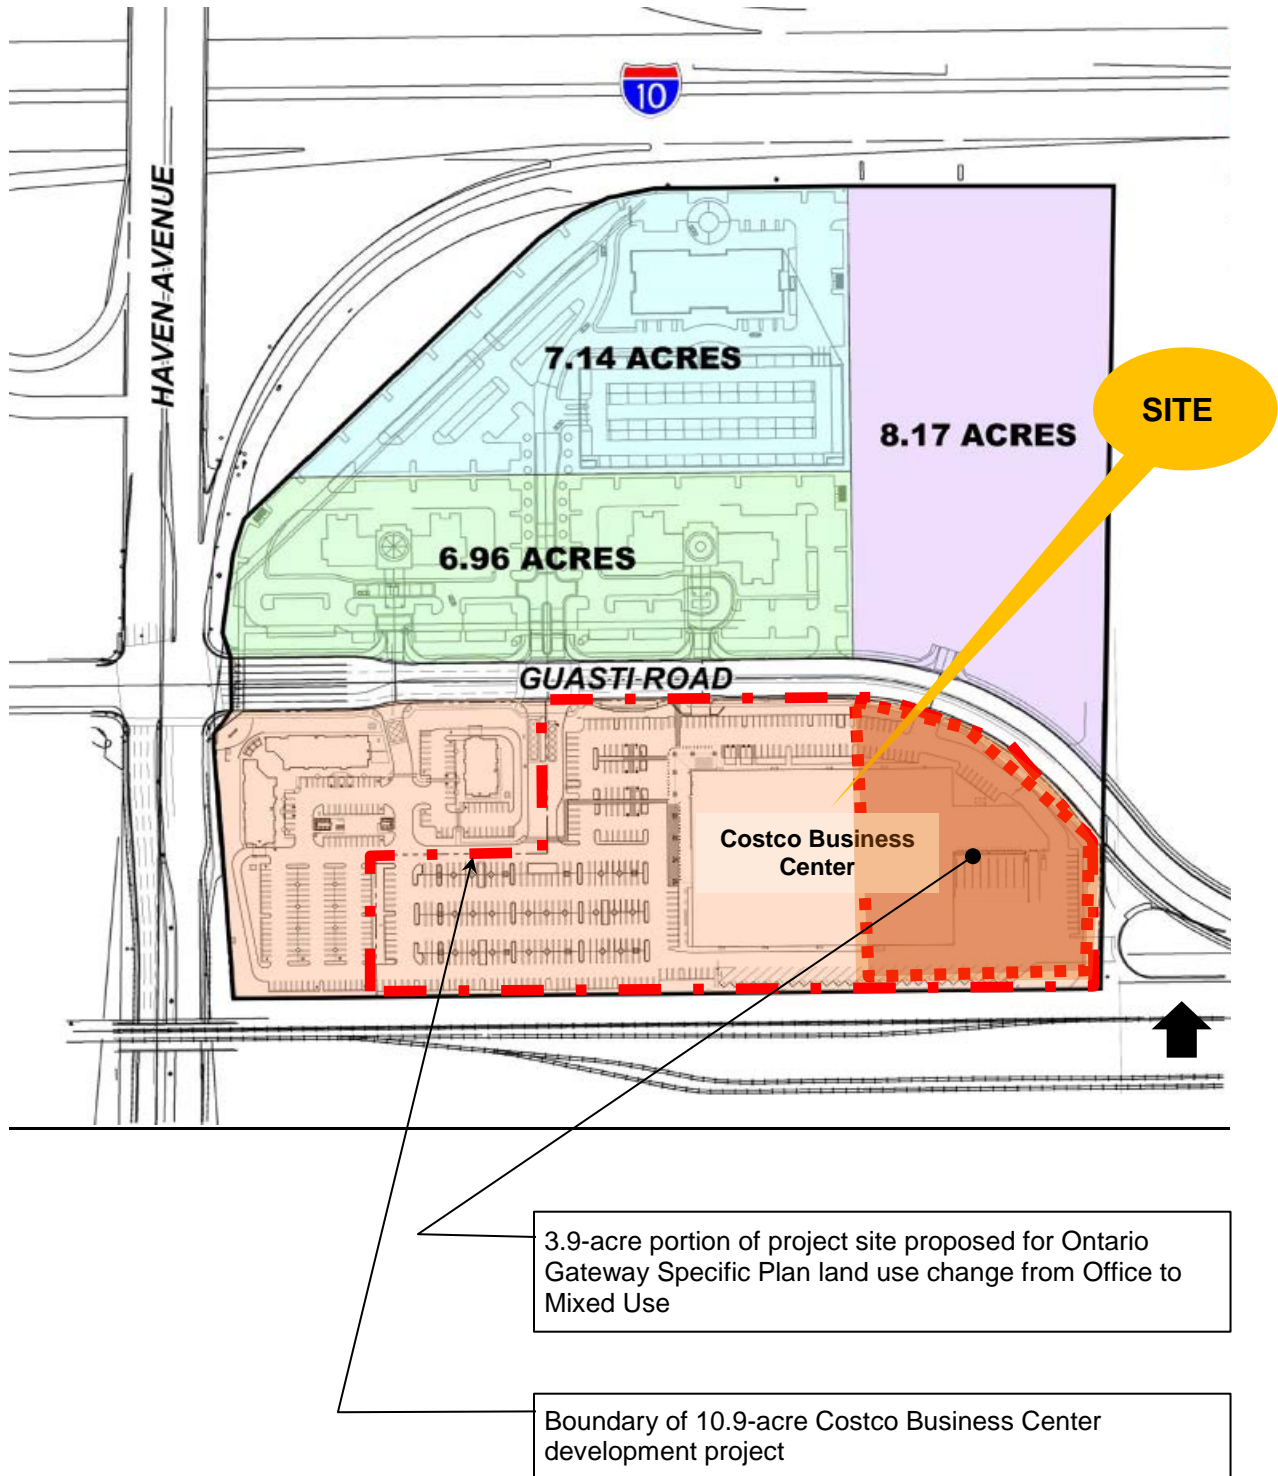 10
HAVEN AVENUE
7.14 ACRES
8.17 ACRES
SITE
6.96 ACRES
GUASTI ROAD
Costco Business
Center
3.9-acre portion of project site proposed for Ontario
Gateway Specific Plan land use change from Office to
Mixed Use
Boundary of 10.9-acre Costco Business Center
development project